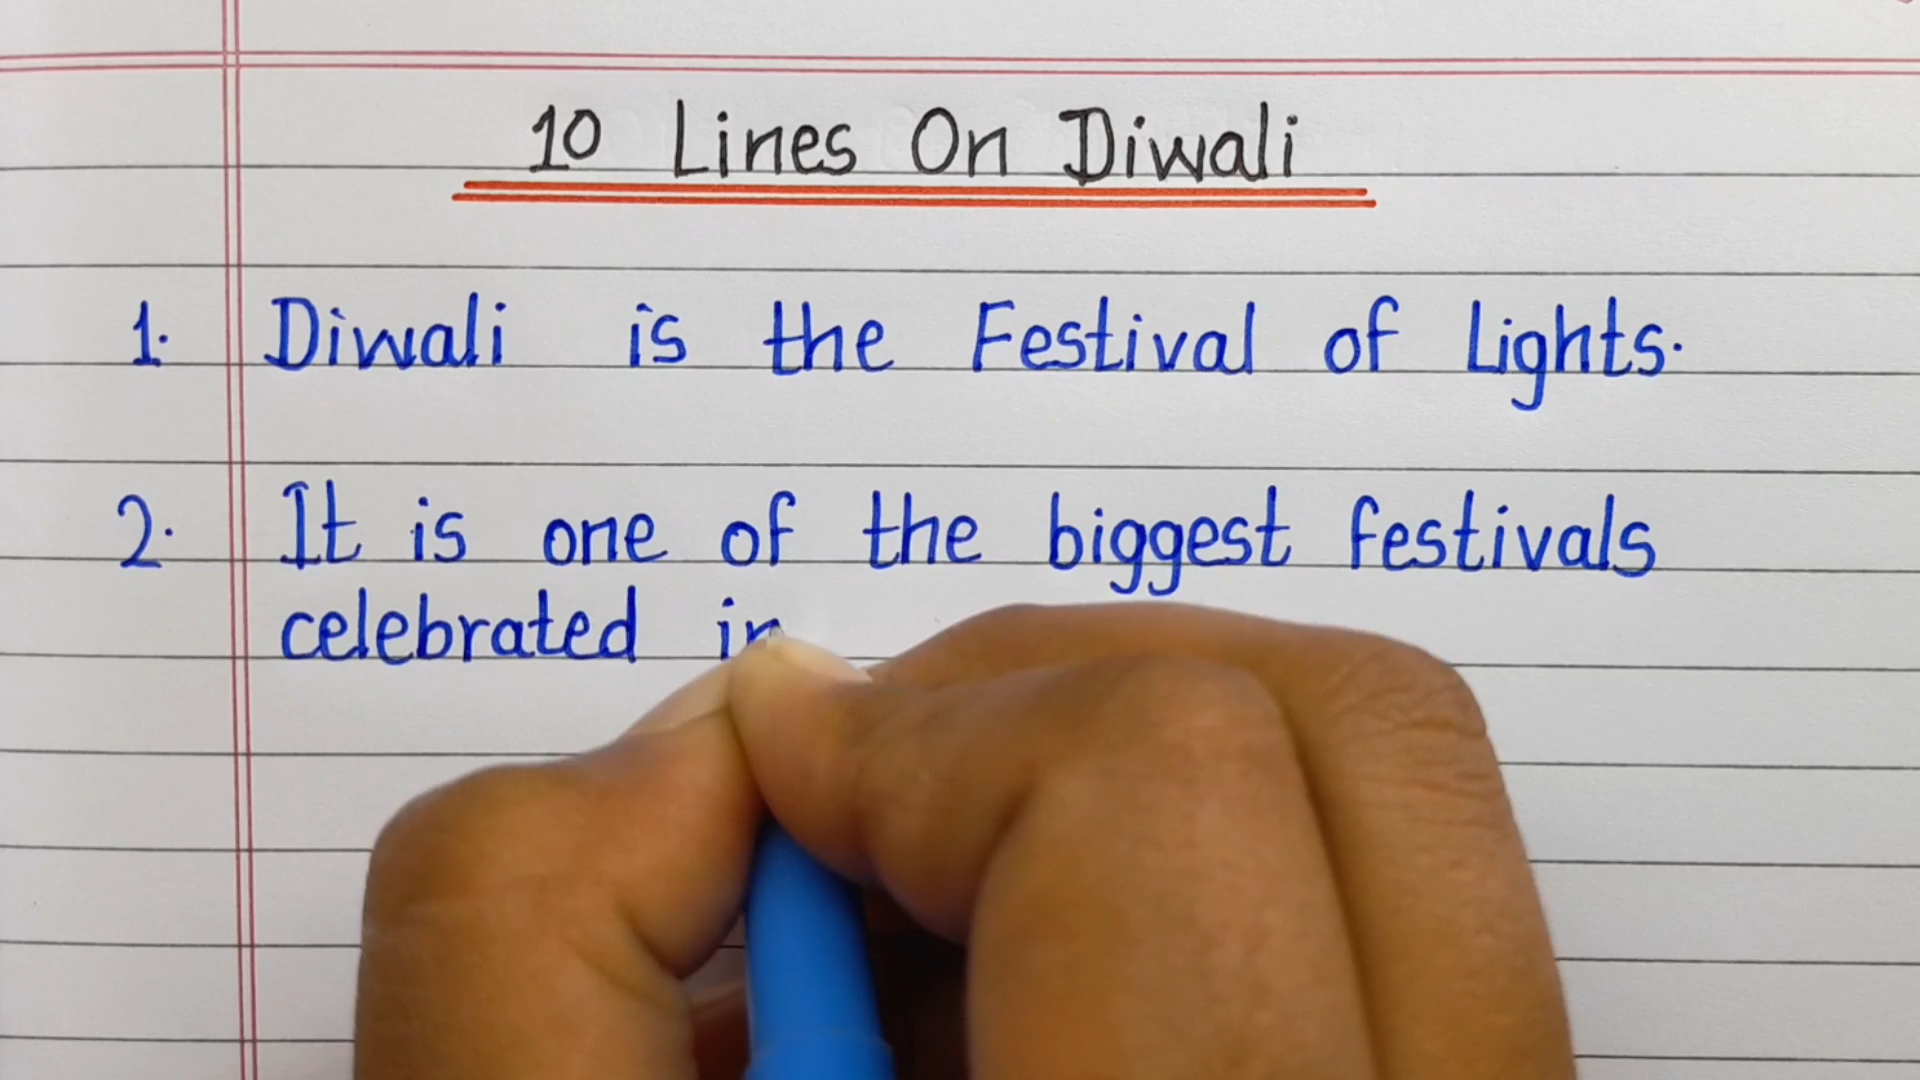 10 Lines On Diwali
1. Diwali is the Festival of Lights.
2. It is one of the biggest festivals
celebrated in